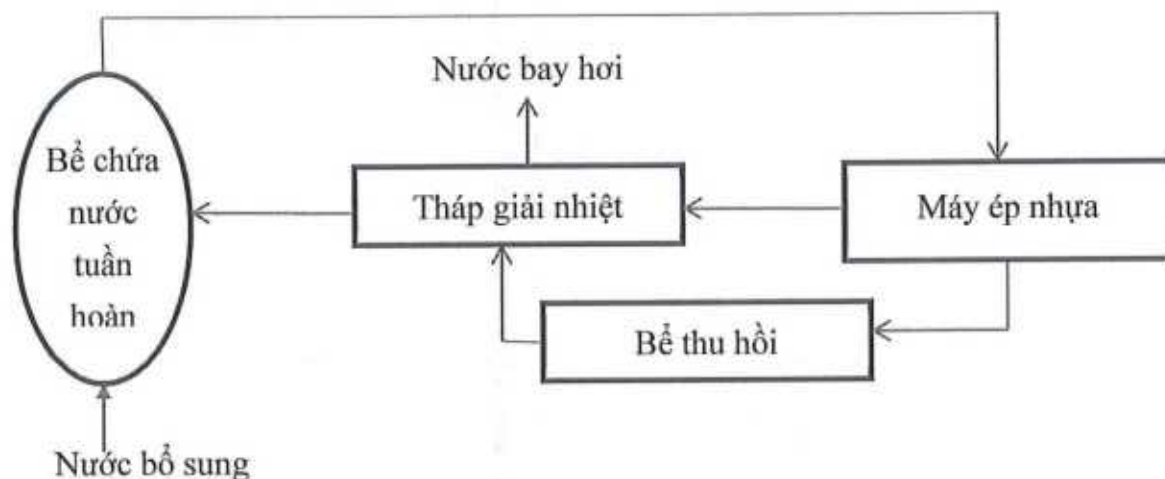 Nước bay hơi
Bể chứa
nước
tuần
hoàn
Tháp giải nhiệt
Máy ép nhựa
Bể thu hồi
Nước bổ sung